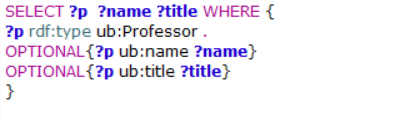 SELECT ?p ?name ?title WHERE {
?p rdf:type ub:Professor .
OPTIONAL{?p ub:name ?name}
OPTIONAL{?p ub:title ?title}
}